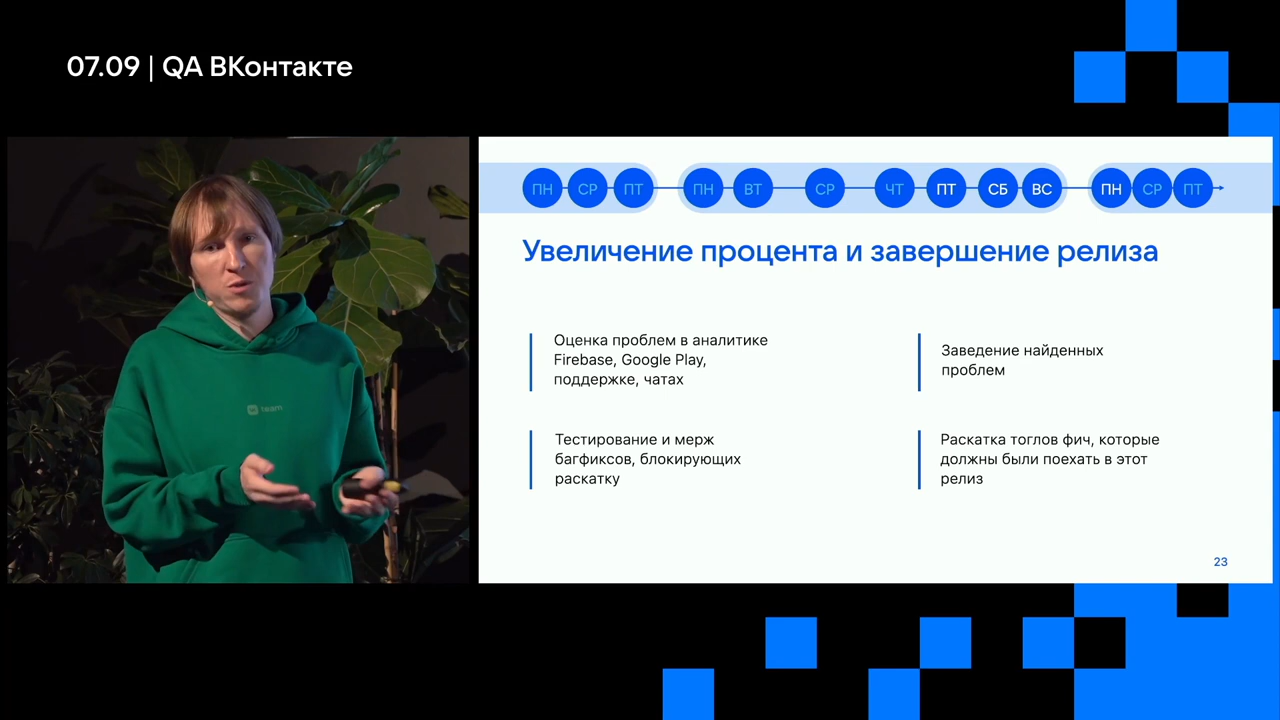 07.09 | QA ВКонтакте
ПН СР ПТ ПН ВТ СР ЧТ ПТ СБ ВС ПН СР ПТ
Увеличение процента и завершение релиза
Оценка проблем в аналитике
Firebase, Google Play,
поддержке, чатах
Заведение найденных
проблем
Тестирование и мерж
багфиксов, блокирующих
раскатку
Раскатка тоглов фич, которые
должны были поехать в этот
релиз
team
23